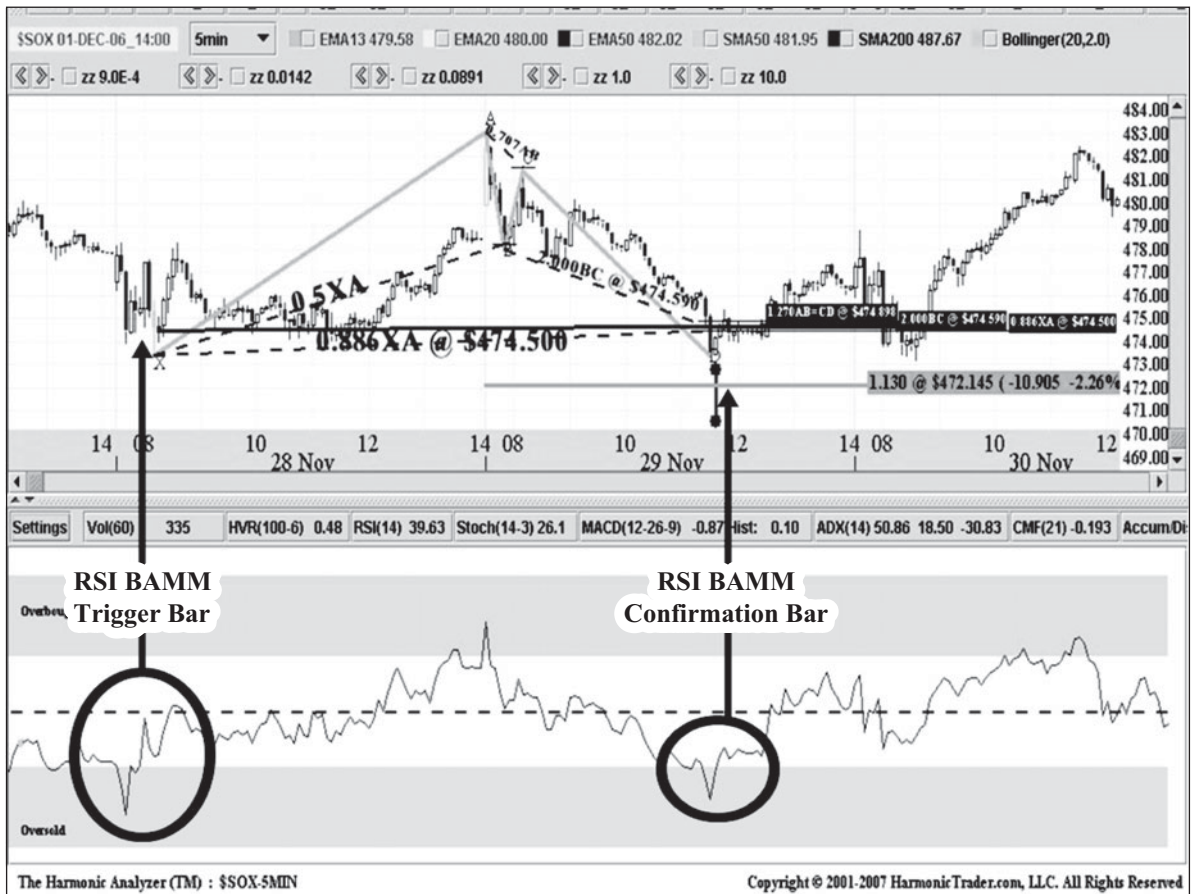 $SOX 01-DEC-06_14:00 5min EMA13 479.58 EMA20 480.00 EMA50 482.02 SMA50 481.95 SMA200 487.67 Bollinger(20,2.0)
zz 9.0E-4 zz 0.0142 zz 0.0891 zz 1.0 zz 10.0
484.00
483.00
482.00
481.00
480.00
479.00
478.00
477.00
476.00
475.00
474.00
473.00
472.00
471.00
470.00
469.00
A
0.707AB
C
B
0.5XA
2.000BC @ $474.590
0.886XA @ $474.500
X
1.270AB=CD @ $474.898
2.000BC @ $474.590
0.886XA @ $474.500
1.130 @ $472.145 ( -10.905 -2.26%
14 08 10 12 14 08 10 12 14 08 10 12
28 Nov 29 Nov 30 Nov
Settings Vol(60) 335 HVR(100-6) 0.48 RSI(14) 39.63 Stoch(14-3) 26.1 MACD(12-26-9) -0.87 Hist: 0.10 ADX(14) 50.86 18.50 -30.83 CMF(21) -0.193 Accum/Di
RSI BAMM
Trigger Bar
RSI BAMM
Confirmation Bar
Overbou
Oversold
The Harmonic Analyzer (TM) : $SOX-5MIN
Copyright © 2001-2007 HarmonicTrader.com, LLC. All Rights Reserved